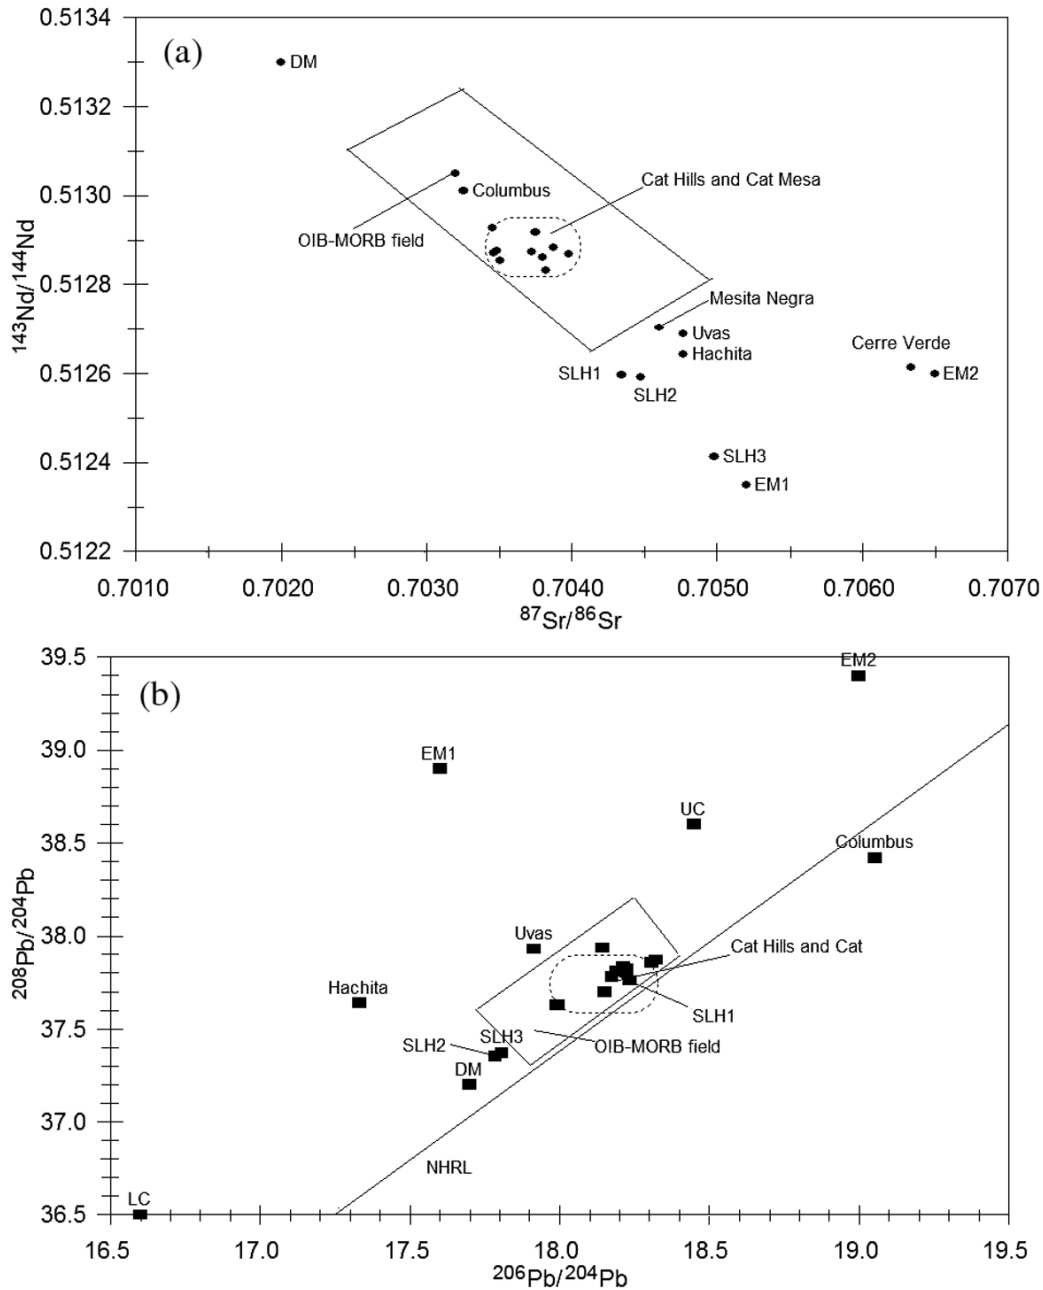 0.5134
(a)
DM
0.5132
Cat Hills and Cat Mesa
0.5130
Columbus
OIB-MORB field
0.5128
Mesita Negra
Uvas
Cerre Verde
Hachita
0.5126
SLH1
EM2
SLH2
0.5124
SLH3
EM1
0.5122
143Nd/144Nd
0.7010 0.7020 0.7030 0.7040 0.7050 0.7060 0.7070
87Sr/86Sr
39.5
EM2
(b)
39.0
EM1
UC
38.5
Columbus
38.0
Uvas
Cat Hills and Cat
Hachita
SLH1
37.5
SLH3
SLH2
OIB-MORB field
DM
37.0
NHRL
LC
36.5
208Pb/204Pb
16.5 17.0 17.5 18.0 18.5 19.0 19.5
206Pb/204Pb